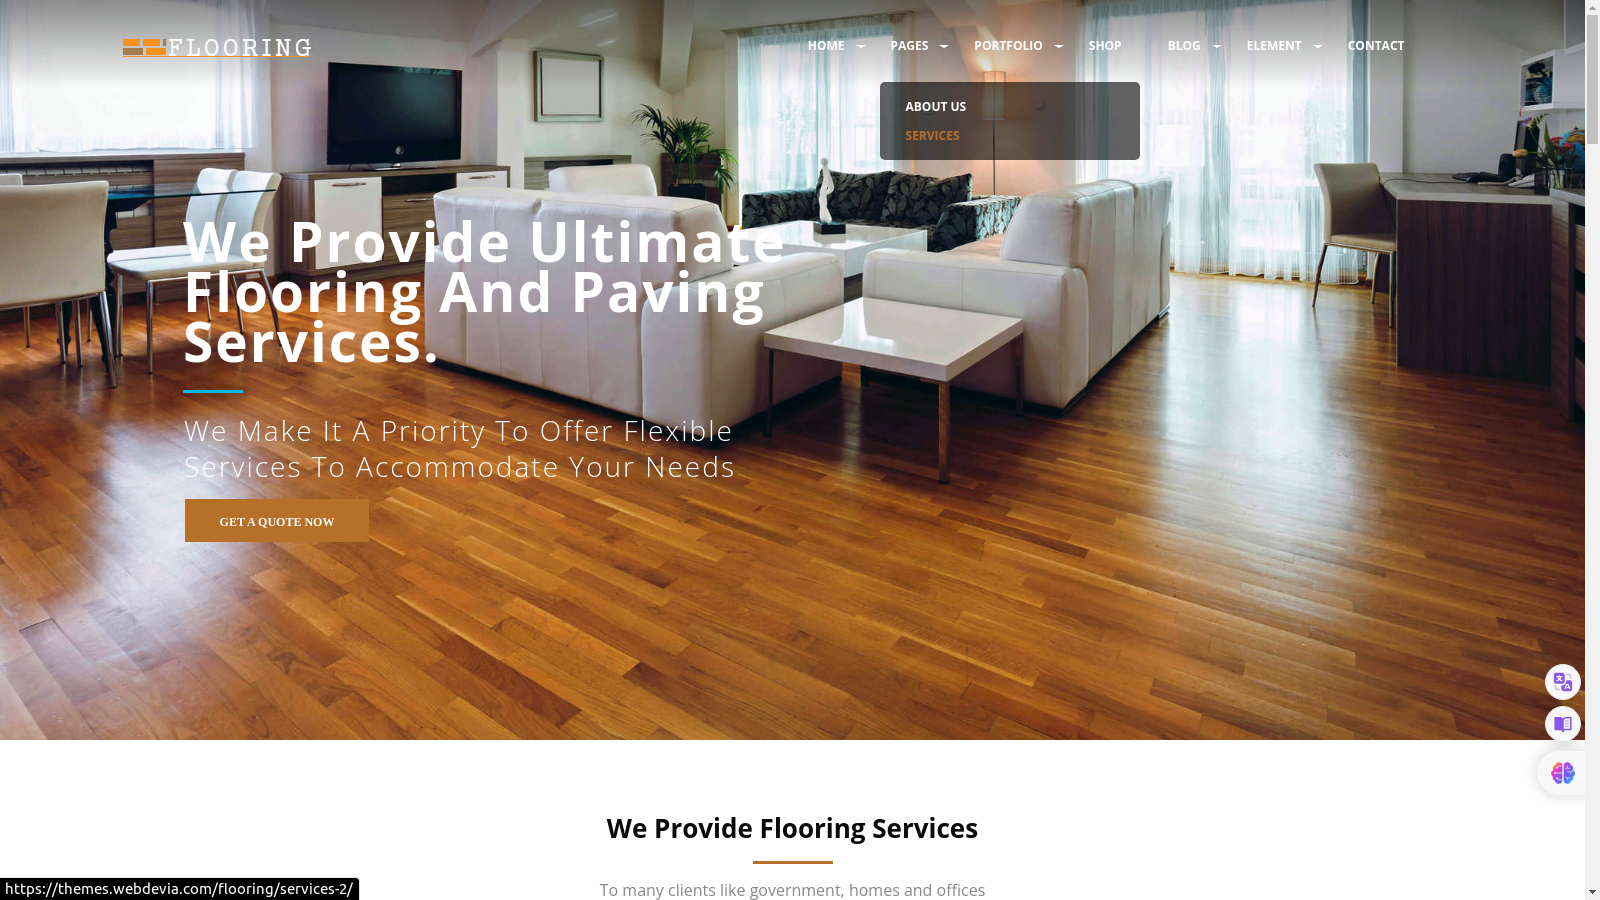 FLOORING
HOME PAGES PORTFOLIO SHOP BLOG ELEMENT CONTACT
ABOUT US
SERVICES
We Provide Ultimate
Flooring And Paving
Services.
We Make It A Priority To Offer Flexible
Services To Accommodate Your Needs
GET A QUOTE NOW
We Provide Flooring Services
To many clients like government, homes and offices
https://themes.webdevia.com/flooring/services-2/